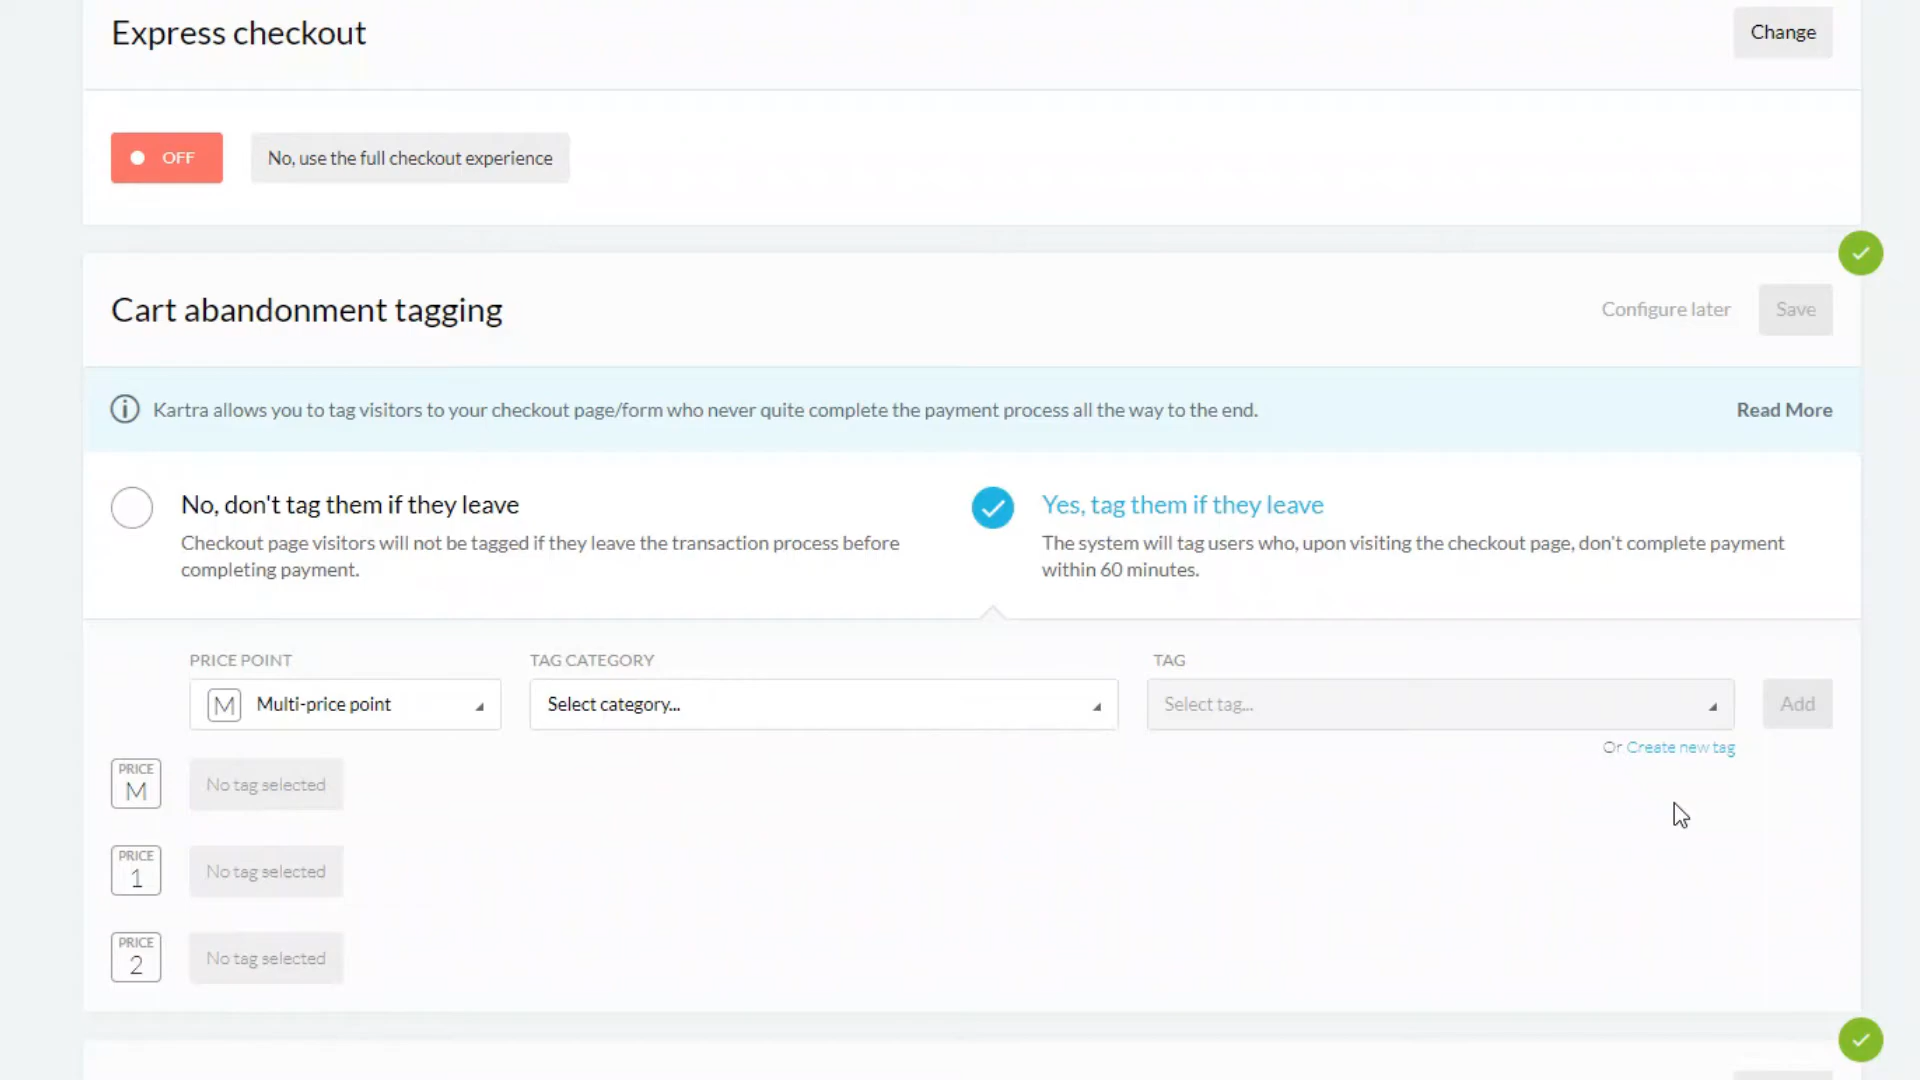 Express checkout
Change
OFF
No, use the full checkout experience
Cart abandonment tagging
Configure later
Save
Kartra allows you to tag visitors to your checkout page/form who never quite complete the payment process all the way to the end.
Read More
No, don't tag them if they leave
Checkout page visitors will not be tagged if they leave the transaction process before
completing payment.
Yes, tag them if they leave
The system will tag users who, upon visiting the checkout page, don't complete payment
within 60 minutes.
PRICE POINT
TAG CATEGORY
TAG
M Multi-price point
Select category...
Select tag...
Add
Or Create new tag
PRICE
M
No tag selected
PRICE
1
No tag selected
PRICE
2
No tag selected